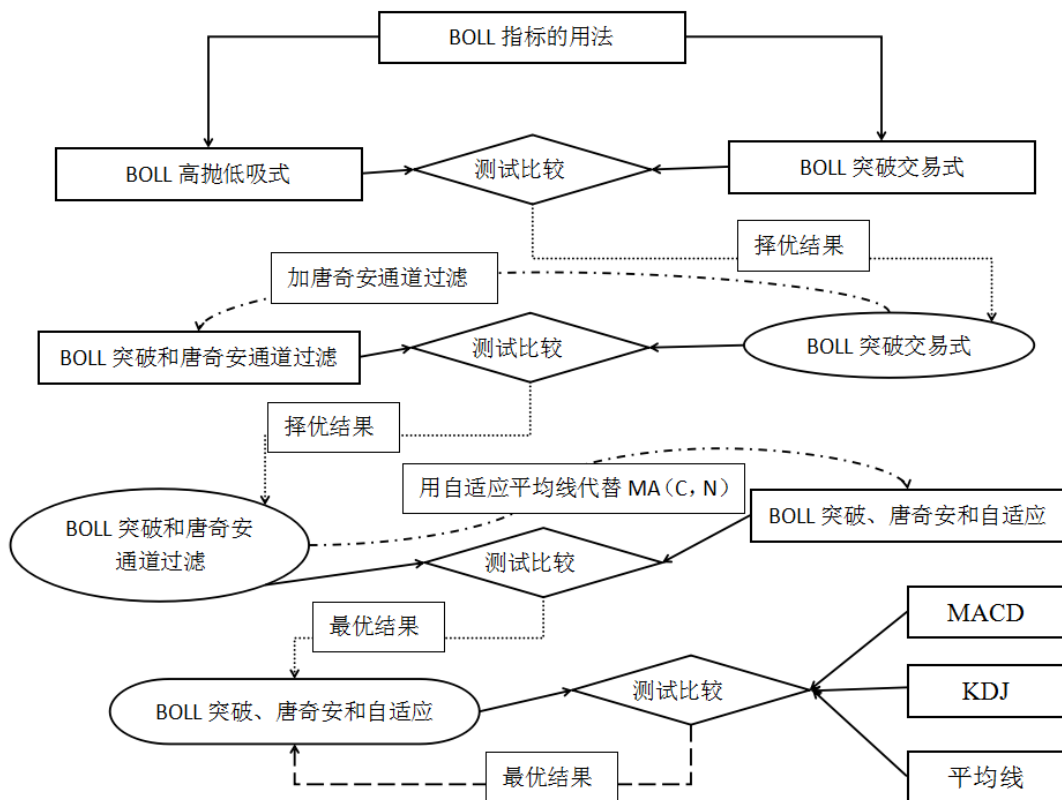 BOLL 指标的用法
BOLL 高抛低吸式
测试比较
BOLL 突破交易式
择优结果
加唐奇安通道过滤
BOLL 突破和唐奇安通道过滤
测试比较
BOLL 突破交易式
择优结果
用自适应平均线代替 MA（C，N）
BOLL 突破和唐奇安
通道过滤
测试比较
BOLL 突破、唐奇安和自适应
最优结果
MACD
BOLL 突破、唐奇安和自适应
测试比较
KDJ
最优结果
平均线